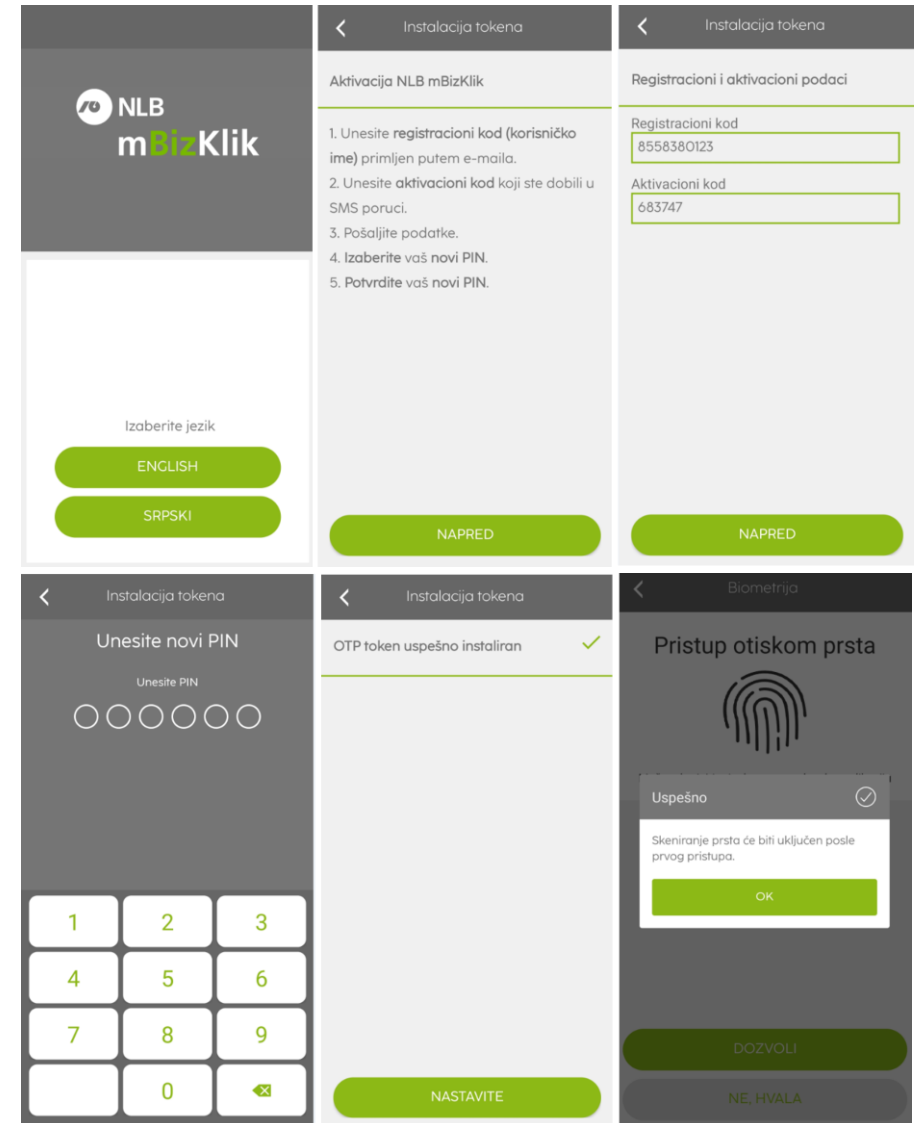 NLB
mBizKlik
Izaberite jezik
ENGLISH
SRPSKI
Instalacija tokena
Aktivacija NLB mBizKlik
1. Unesite registracioni kod (korisničko
ime) primljen putem e-maila.
2. Unesite aktivacioni kod koji ste dobili u
SMS poruci.
3. Pošaljite podatke.
4. Izaberite vaš novi PIN.
5. Potvrdite vaš novi PIN.
NAPRED
Instalacija tokena
Registracioni i aktivacioni podaci
Registracioni kod
8558380123
Aktivacioni kod
683747
NAPRED
Instalacija tokena
Unesite novi PIN
Unesite PIN
1 2 3
4 5 6
7 8 9
0
Instalacija tokena
OTP token uspešno instaliran
NASTAVITE
Biometrija
Pristup otiskom prsta
Uspešno
Skeniranje prsta će biti uključen posle
prvog pristupa.
OK
DOZVOLI
NE, HVALA